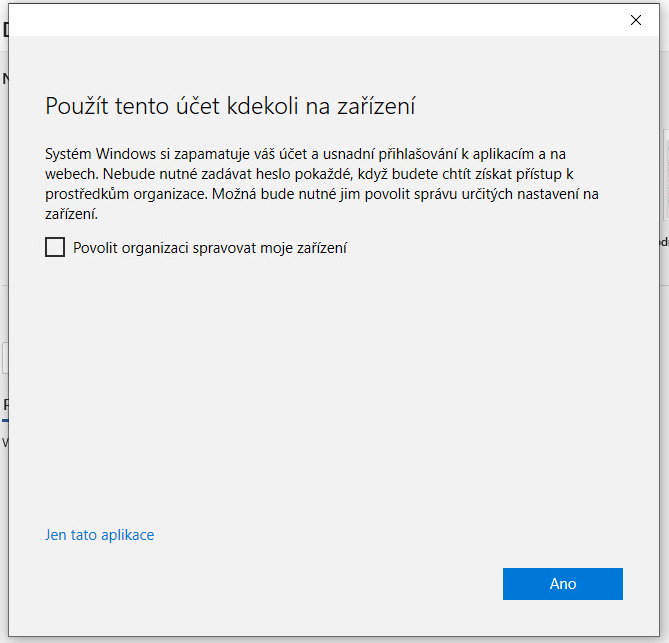 Použít tento účet kdekoli na zařízení
Systém Windows si zapamatuje váš účet a usnadní přihlašování k aplikacím a na
webech. Nebude nutné zadávat heslo pokaždé, když budete chtít získat přístup k
prostředkům organizace. Možná bude nutné jim povolit správu určitých nastavení na
zařízení.
Povolit organizaci spravovat moje zařízení
Jen tato aplikace
Ano